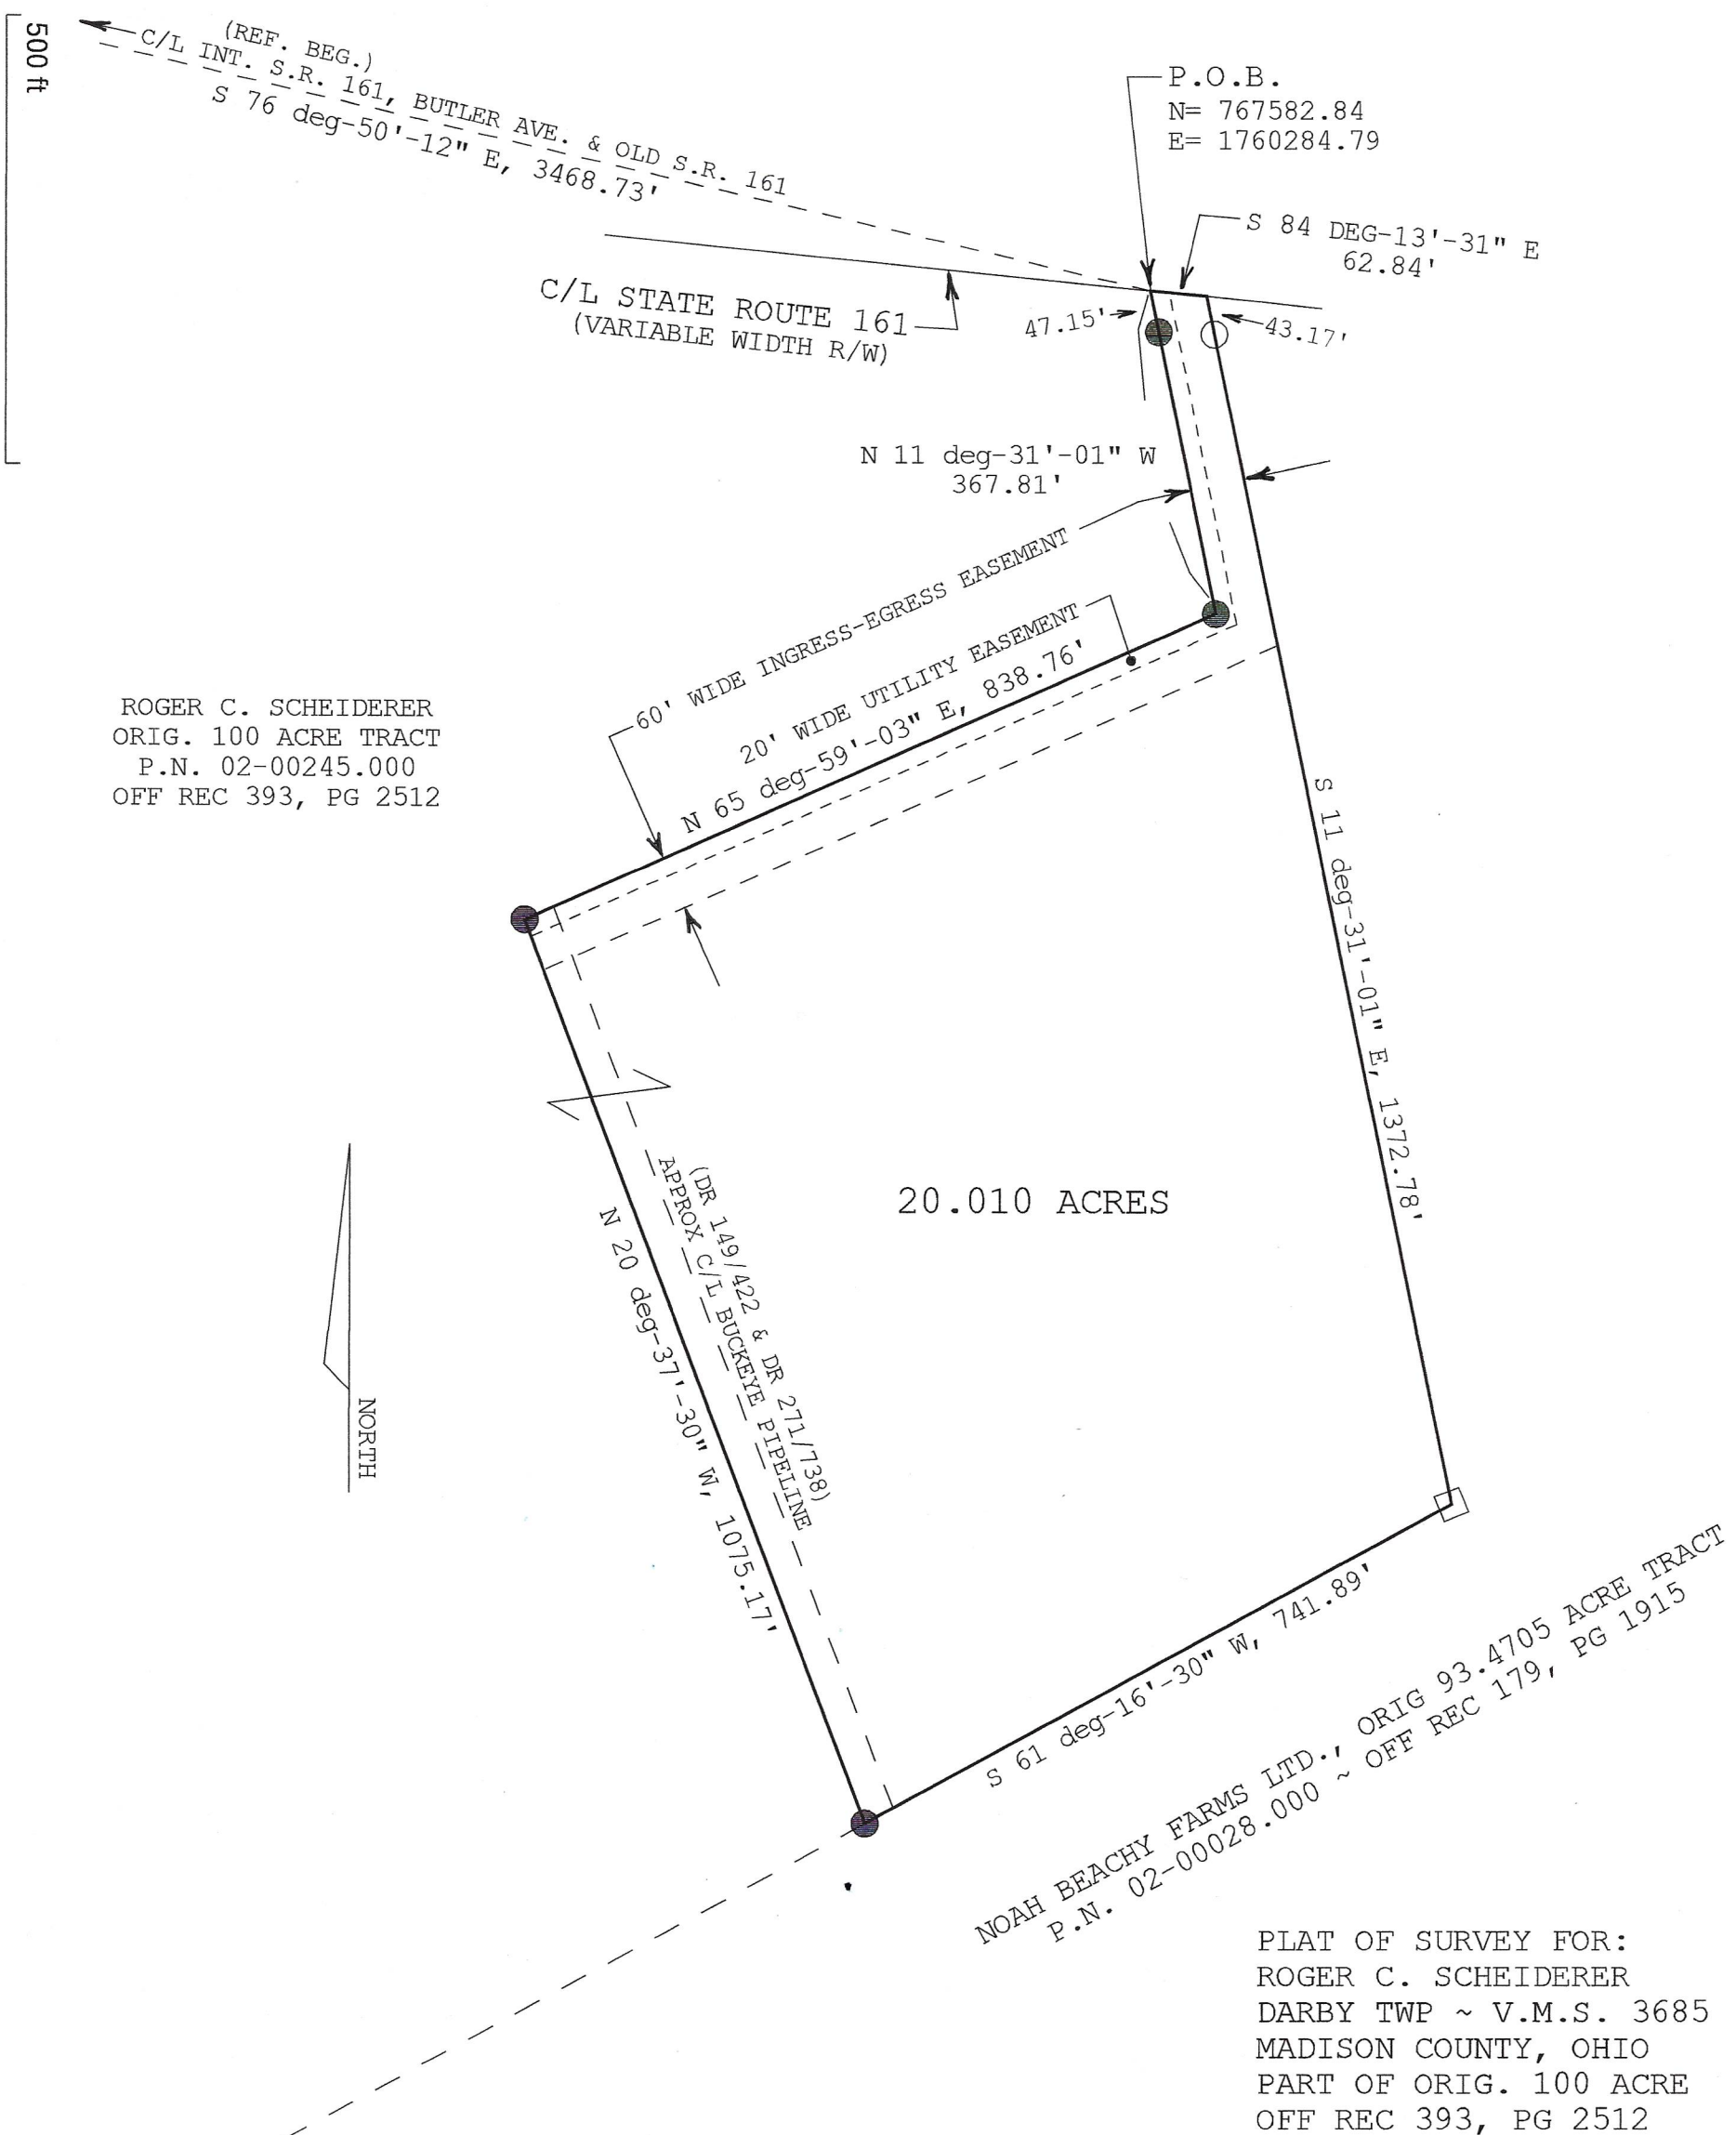 500 ft
(REF. BEG.)
C/L INT. S.R. 161, BUTLER AVE. & OLD S.R. 161
S 76 deg-50'-12" E, 3468.73'
P.O.B.
N= 767582.84
E= 1760284.79
S 84 DEG-13'-31" E
62.84'
C/L STATE ROUTE 161
(VARIABLE WIDTH R/W)
47.15'
43.17'
N 11 deg-31'-01" W
367.81'
60' WIDE INGRESS-EGRESS EASEMENT
20' WIDE UTILITY EASEMENT
N 65 deg-59'-03" E, 838.76'
ROGER C. SCHEIDERER
ORIG. 100 ACRE TRACT
P.N. 02-00245.000
OFF REC 393, PG 2512
S 11 deg-31'-01" E, 1372.78'
20.010 ACRES
(DR 149/422 & DR 271/738)
APPROX C/L BUCKEYE PIPELINE
N 20 deg-37'-30" W, 1075.17'
NORTH
S 61 deg-16'-30" W, 741.89'
NOAH BEACHY FARMS LTD., ORIG 93.4705 ACRE TRACT
P.N. 02-00028.000 ~ OFF REC 179, PG 1915
PLAT OF SURVEY FOR:
ROGER C. SCHEIDERER
DARBY TWP ~ V.M.S. 3685
MADISON COUNTY, OHIO
PART OF ORIG. 100 ACRE
OFF REC 393, PG 2512